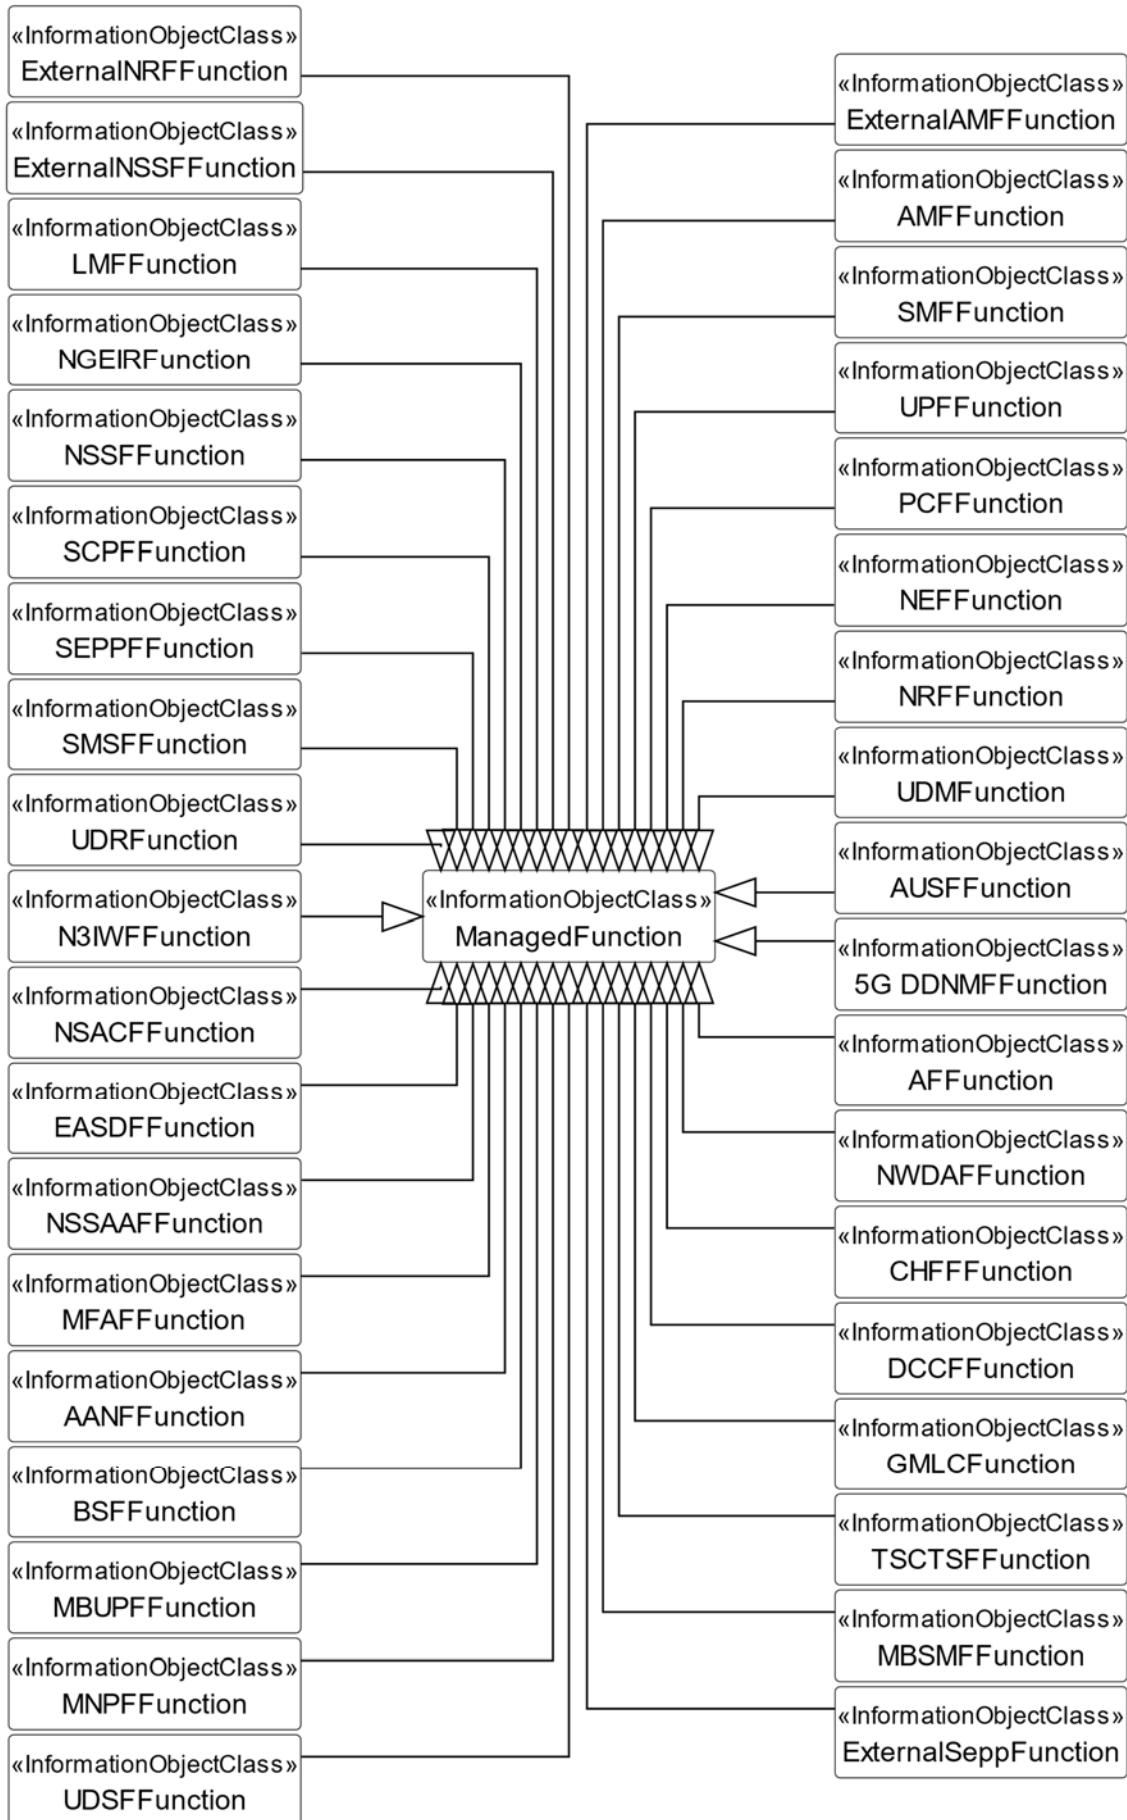 «InformationObjectClass»
ExternalNRFFunction
«InformationObjectClass»
ExternalNSSFFunction
«InformationObjectClass»
LMFFunction
«InformationObjectClass»
NGEIRFunction
«InformationObjectClass»
NSSFFunction
«InformationObjectClass»
SCPFFunction
«InformationObjectClass»
SEPPFFunction
«InformationObjectClass»
SMSFFunction
«InformationObjectClass»
UDRFunction
«InformationObjectClass»
N3IWFFunction
«InformationObjectClass»
NSACFFunction
«InformationObjectClass»
EASDFFunction
«InformationObjectClass»
NSSAAFFunction
«InformationObjectClass»
MFAFFunction
«InformationObjectClass»
AANFFunction
«InformationObjectClass»
BSFFunction
«InformationObjectClass»
MBUPFFunction
«InformationObjectClass»
MNPFFunction
«InformationObjectClass»
UDSFFunction
«InformationObjectClass»
ManagedFunction
«InformationObjectClass»
ExternalAMFFunction
«InformationObjectClass»
AMFFunction
«InformationObjectClass»
SMFFunction
«InformationObjectClass»
UPFFunction
«InformationObjectClass»
PCFFunction
«InformationObjectClass»
NEFFunction
«InformationObjectClass»
NRFFunction
«InformationObjectClass»
UDMFunction
«InformationObjectClass»
AUSFFunction
«InformationObjectClass»
5G DDNMFFunction
«InformationObjectClass»
AFFunction
«InformationObjectClass»
NWDAFFunction
«InformationObjectClass»
CHFFFunction
«InformationObjectClass»
DCCFFunction
«InformationObjectClass»
GMLCFunction
«InformationObjectClass»
TSCTSFFunction
«InformationObjectClass»
MBSMFFunction
«InformationObjectClass»
ExternalSeppFunction